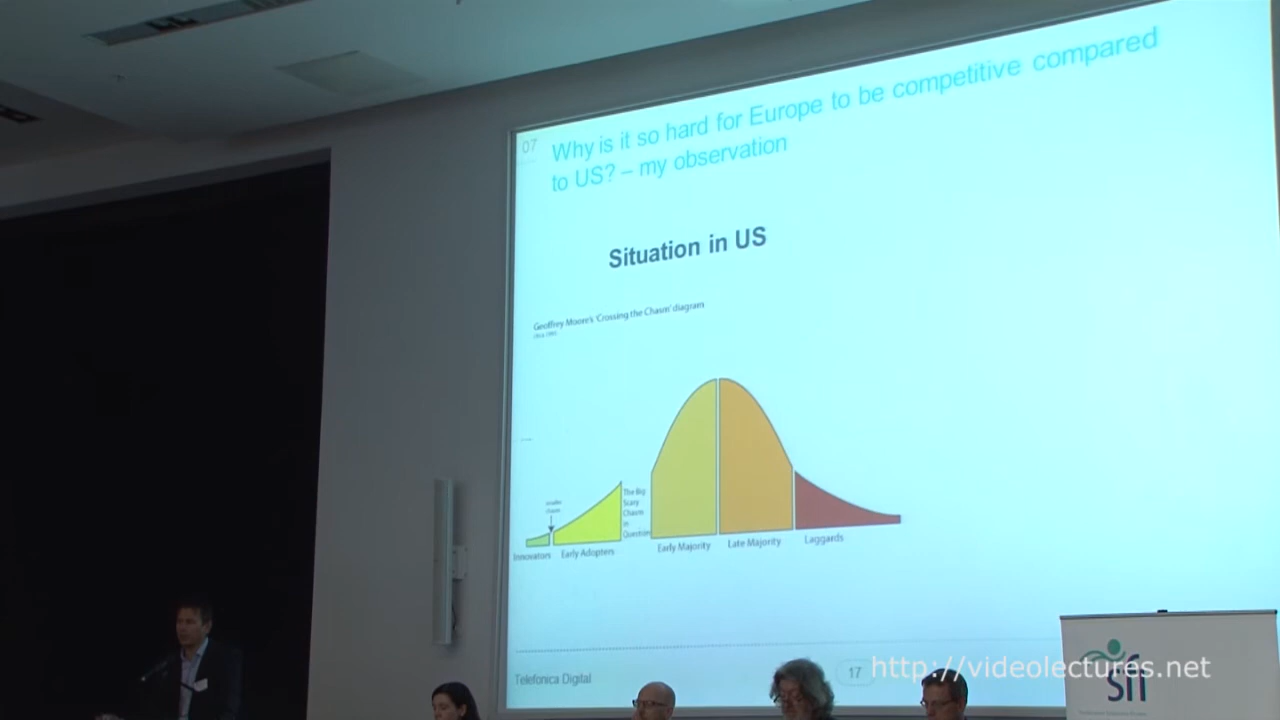 07
Why is it so hard for Europe to be competitive compared
to US? – my observation
Situation in US
Geoffrey Moore's 'Crossing the Chasm' diagram
The Big
Scary
Chasm
in
Question
Innovators
Early Adopters
Early Majority
Late Majority
Laggards
Telefonica Digital
17
http://videolectures.net
sfi